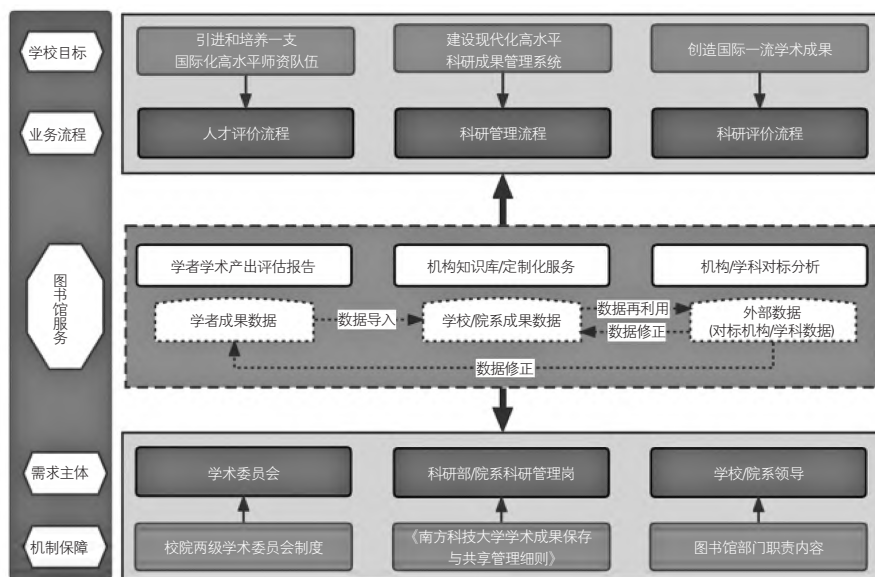 学校目标
引进和培养一支
国际化高水平师资队伍
建设现代化高水平
科研成果管理系统
创造国际一流学术成果
业务流程
人才评价流程
科研管理流程
科研评价流程
图书馆服务
学者学术产出评估报告
机构知识库/定制化服务
机构/学科对标分析
学者成果数据
数据导入
学校/院系成果数据
数据再利用
数据修正
外部数据
(对标机构/学科数据)
数据修正
需求主体
学术委员会
科研部/院系科研管理岗
学校/院系领导
机制保障
校院两级学术委员会制度
《南方科技大学学术成果保存
与共享管理细则》
图书馆部门职责内容